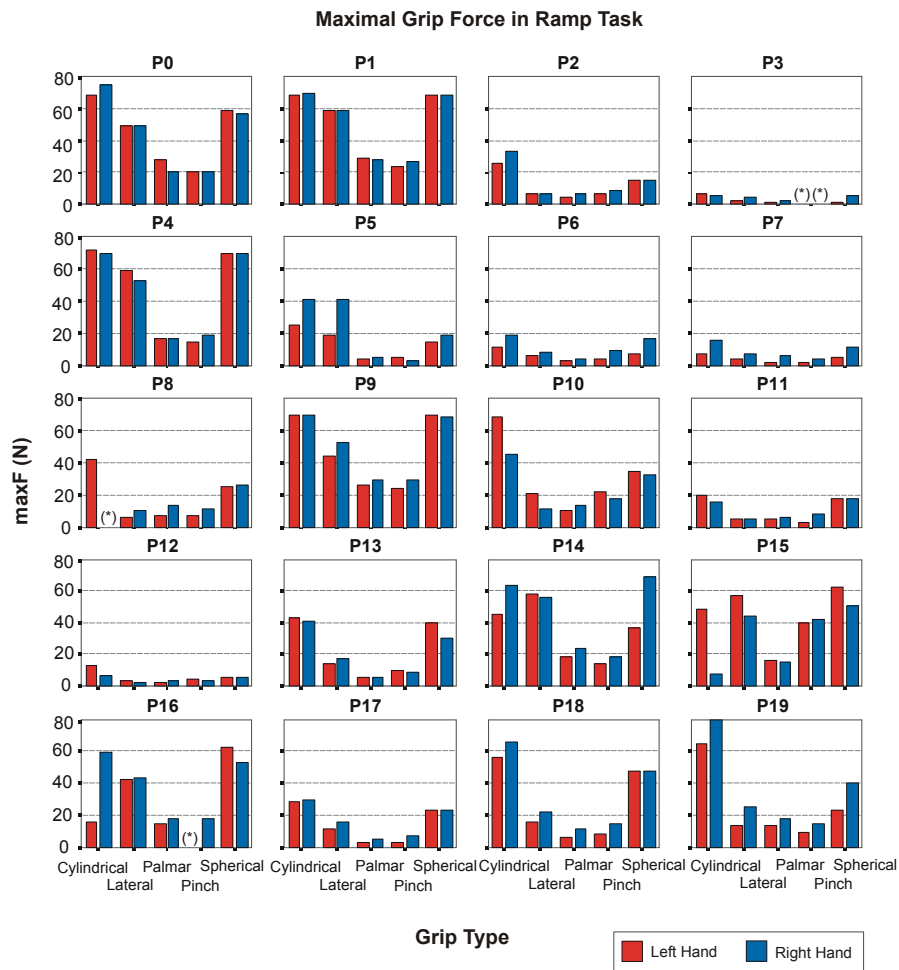 Maximal Grip Force in Ramp Task
P0 P1 P2 P3
80
60
40
20
0
(*) (*)
P4 P5 P6 P7
80
60
40
20
0
P8 P9 P10 P11
80
60
40
20
0
(*)
maxF (N)
P12 P13 P14 P15
80
60
40
20
0
P16 P17 P18 P19
80
60
40
20
0
(*)
Cylindrical Palmar Spherical Cylindrical Palmar Spherical Cylindrical Palmar Spherical Cylindrical Palmar Spherical
Lateral Pinch Lateral Pinch Lateral Pinch Lateral Pinch
Grip Type
Left Hand Right Hand